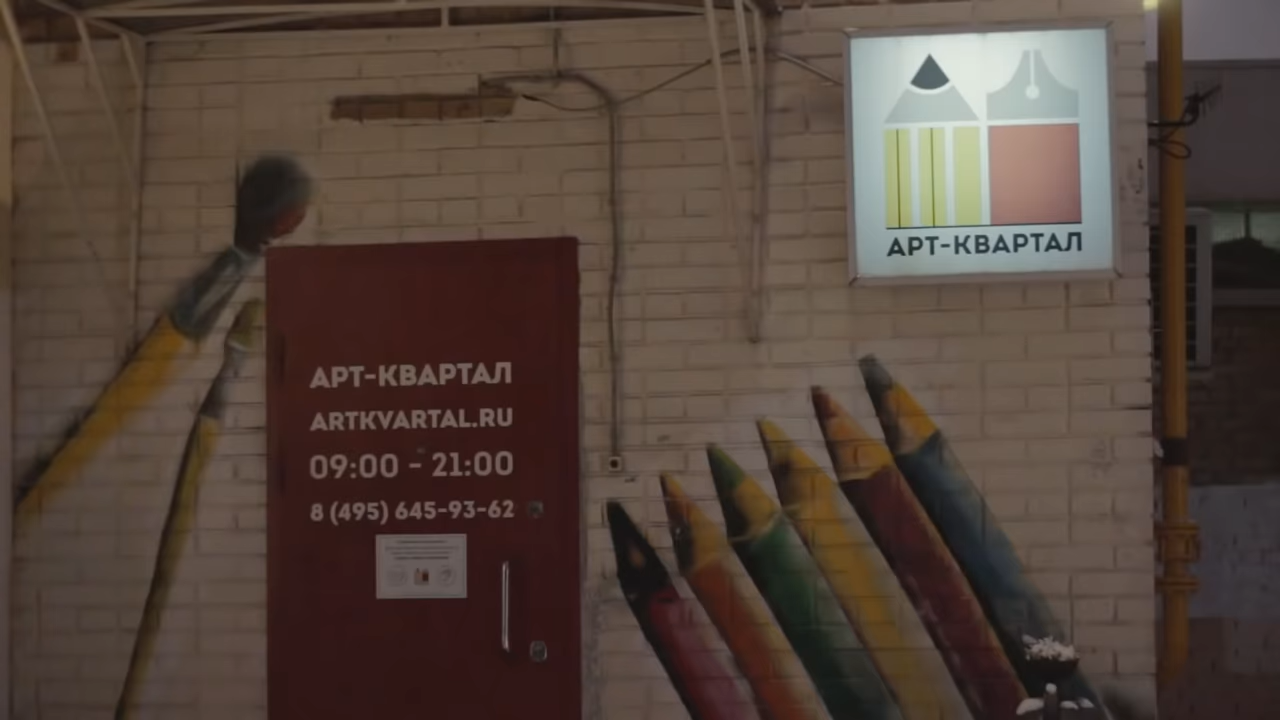 АРТ-КВАРТАЛ
АРТ-КВАРТАЛ
ARTKVARTAL.RU
09:00 - 21:00
8 (495) 645-93-62